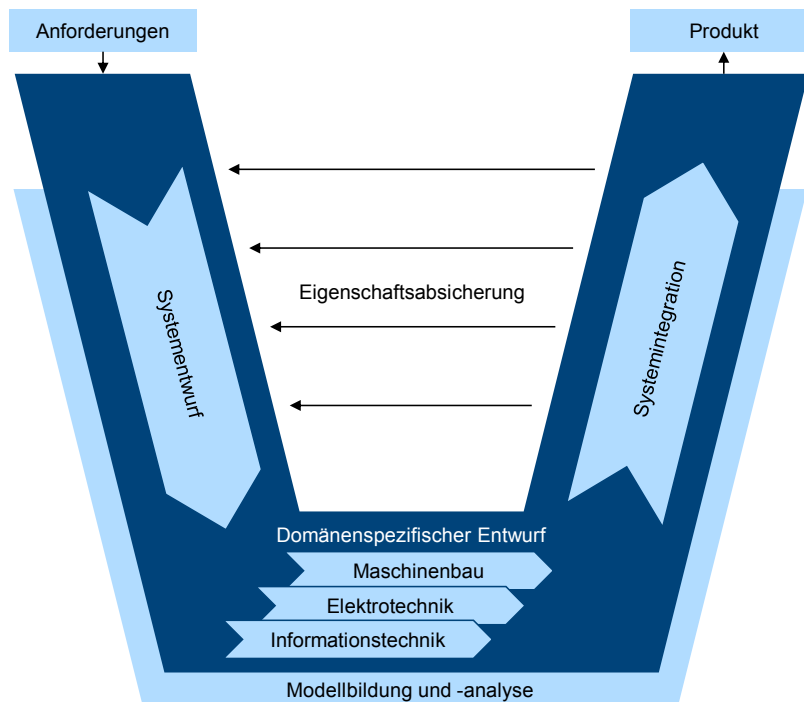 Anforderungen
Produkt
Eigenschaftsabsicherung
Systementwurf
Systemintegration
Domänenspezifischer Entwurf
Maschinenbau
Elektrotechnik
Informationstechnik
Modellbildung und -analyse